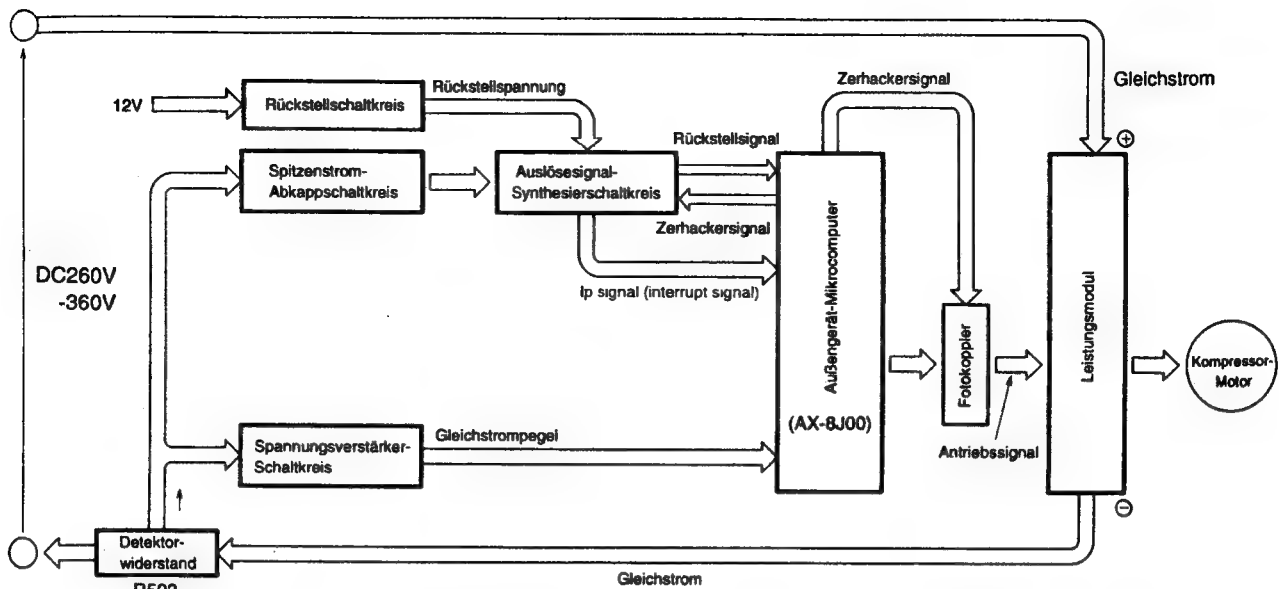 Gleichstrom
12V
Rückstellschaltkreis
Rückstellspannung
Zerhackersignal
Spitzenstrom-
Abkappschaltkreis
Auslösesignal-
Synthesierschaltkreis
Rückstellsignal
Zerhackersignal
Ip signal (interrupt signal)
DC260V
-360V
Außengerät-Mikrocomputer
(AX-8J00)
Fotokoppler
Leistungsmodul
Kompressor-
Motor
Antriebssignal
Spannungsverstärker-
Schaltkreis
Gleichstrompegel
Detektor-
widerstand
Gleichstrom